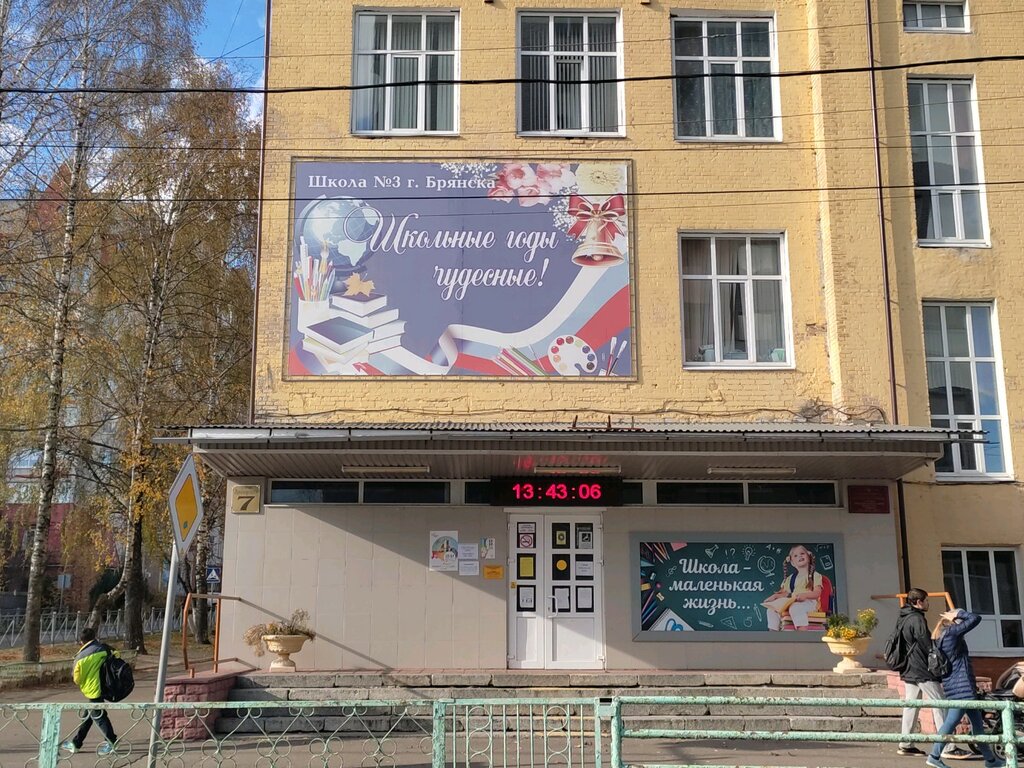 Школа №3 г. Брянска
Школьные годы
чудесные!
7
13:43:06
Школа -
маленькая
жизнь...